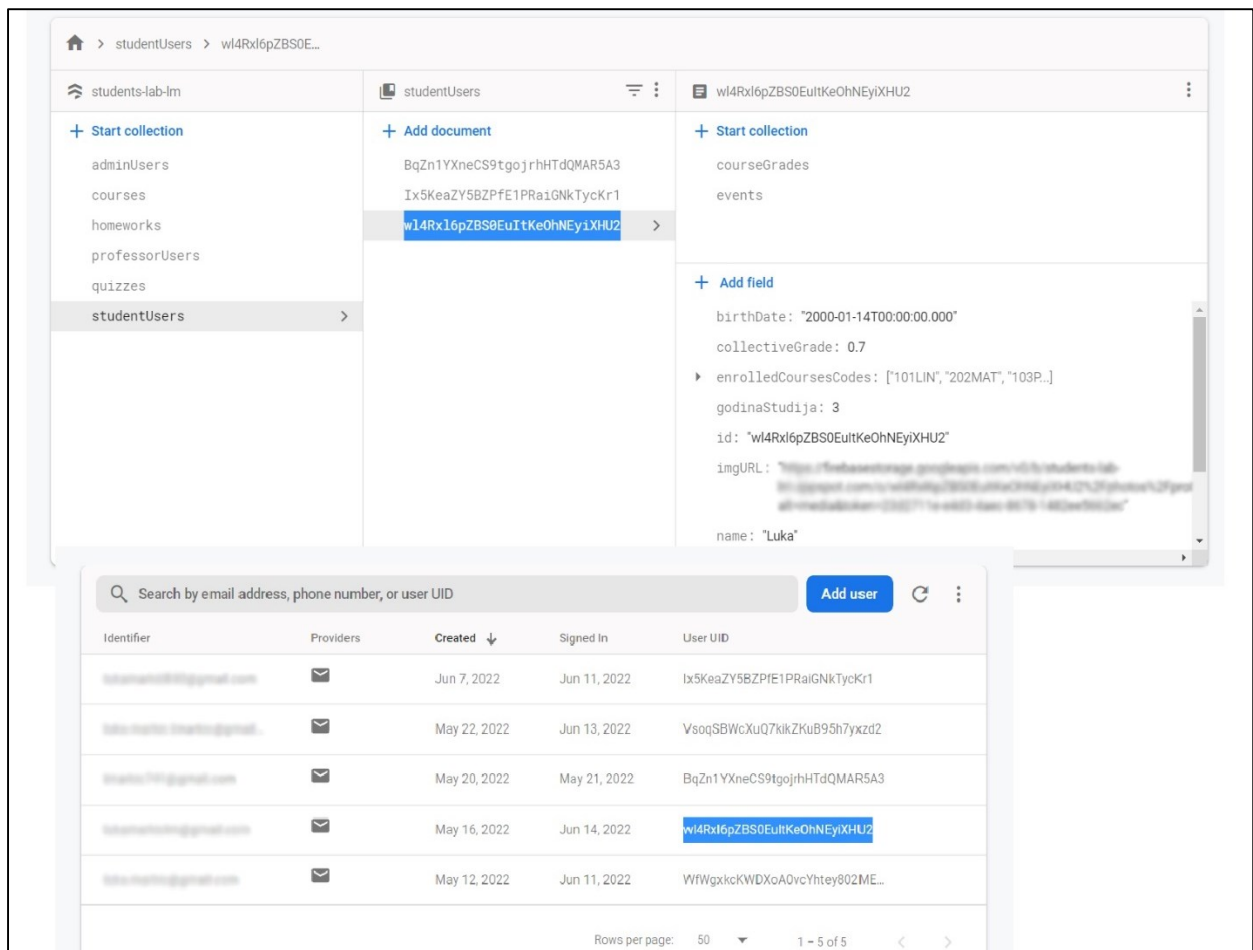 studentUsers > wl4Rxl6pZBS0E...
students-lab-lm
studentUsers
wl4Rxl6pZBS0EuItKeOhNEyiXHU2
+ Start collection
adminUsers
courses
homeworks
professorUsers
quizzes
studentUsers
+ Add document
BqZn1YXneCS9tgojrhHTdQMAR5A3
Ix5KeaZY5BZPfE1PRaiGNkTycKr1
wl4Rxl6pZBS0EuItKeOhNEyiXHU2
+ Start collection
courseGrades
events
+ Add field
birthDate: "2000-01-14T00:00:00.000"
collectiveGrade: 0.7
enrolledCoursesCodes: ["101LIN", "202MAT", "103P...]
godinaStudija: 3
id: "wl4Rxl6pZBS0EuItKeOhNEyiXHU2"
imgURL:
name: "Luka"
Search by email address, phone number, or user UID
Add user
Identifier Providers Created Signed In User UID
Jun 7, 2022 Jun 11, 2022 Ix5KeaZY5BZPfE1PRaiGNkTycKr1
May 22, 2022 Jun 13, 2022 VsoqSBWcXuQ7kikZKuB95h7yxzd2
May 20, 2022 May 21, 2022 BqZn1YXneCS9tgojrhHTdQMAR5A3
May 16, 2022 Jun 14, 2022 wl4Rxl6pZBS0EuItKeOhNEyiXHU2
May 12, 2022 Jun 11, 2022 WfWgxkcKWDXoA0vcYhtey802ME...
Rows per page: 50 1 – 5 of 5